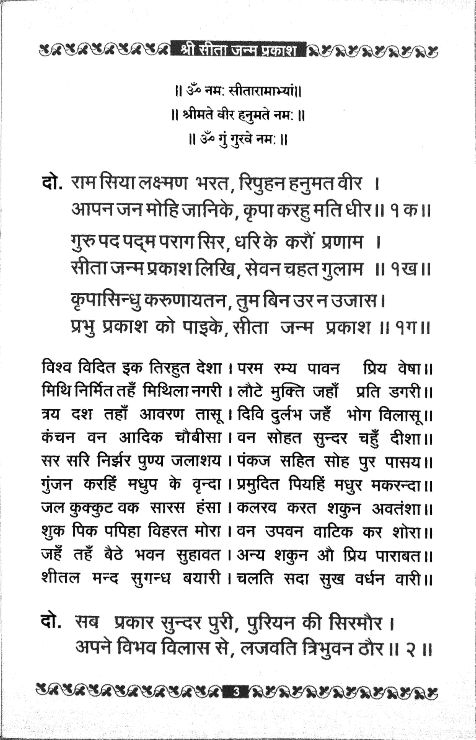 श्री सीता जन्म प्रकाश
॥ ॐ नमः सीतारामाभ्यां॥
॥ श्रीमते वीर हनुमते नमः ॥
॥ ॐ गुं गुरवे नमः ॥
दो. राम सिया लक्ष्मण भरत, रिपुहन हनुमत वीर ।
आपन जन मोहि जानिके, कृपा करहु मति धीर॥ १ क॥
गुरु पद पद्म पराग सिर, धरि के करौं प्रणाम ।
सीता जन्म प्रकाश लिखि, सेवन चहत गुलाम ॥ १ख॥
कृपासिन्धु करुणायतन, तुम बिन उर न उजास।
प्रभु प्रकाश को पाइके, सीता जन्म प्रकाश ॥ १ग॥
विश्व विदित इक तिरहुत देशा । परम रम्य पावन प्रिय वेषा॥
मिथि निर्मित तहँ मिथिला नगरी । लौटे मुक्ति जहाँ प्रति डगरी॥
त्रय दश तहाँ आवरण तासू । दिवि दुर्लभ जहँ भोग विलासू॥
कंचन वन आदिक चौबीसा । वन सोहत सुन्दर चहुँ दीशा॥
सर सरि निर्झर पुण्य जलाशय । पंकज सहित सोह पुर पासय॥
गुंजन करहिं मधुप के वृन्दा । प्रमुदित पियहिं मधुर मकरन्दा॥
जल कुक्कुट वक सारस हंसा । कलरव करत शकुन अवतंशा॥
शुक पिक पपिहा विहरत मोरा । वन उपवन वाटिक कर शोरा॥
जहँ तहँ बैठे भवन सुहावत । अन्य शकुन औ प्रिय पारावत॥
शीतल मन्द सुगन्ध बयारी । चलति सदा सुख वर्धन वारी॥
दो. सब प्रकार सुन्दर पुरी, पुरियन की सिरमौर ।
अपने विभव विलास से, लजवति त्रिभुवन ठौर॥ २ ॥
3